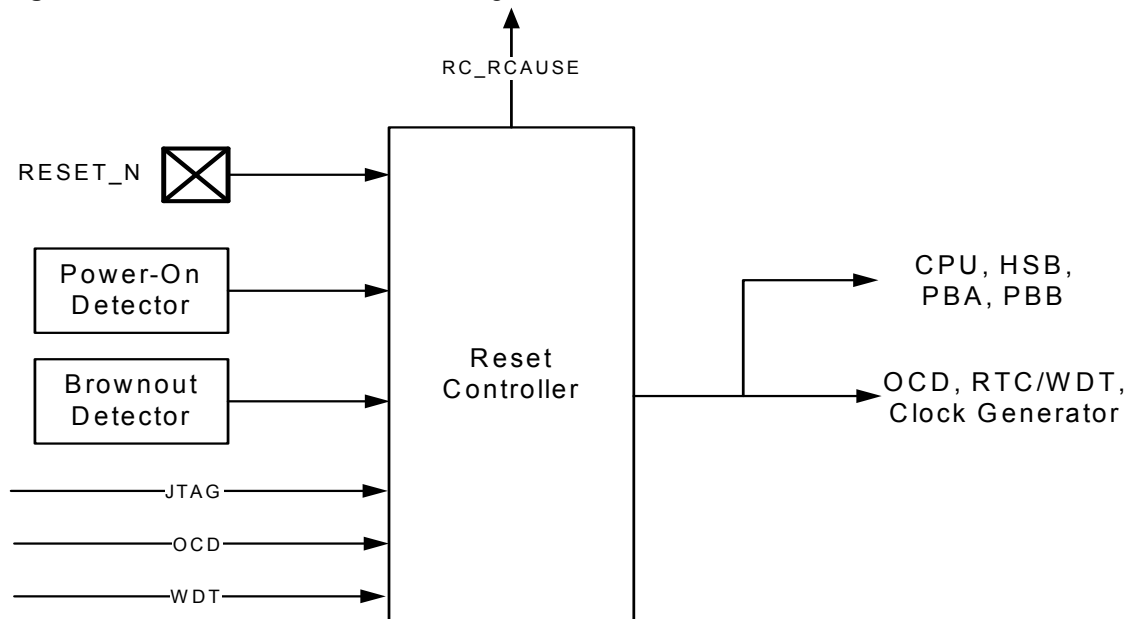 RC_RCAUSE
RESET_N
Power-On
Detector
Brownout
Detector
JTAG
OCD
WDT
Reset
Controller
CPU, HSB,
PBA, PBB
OCD, RTC/WDT,
Clock Generator